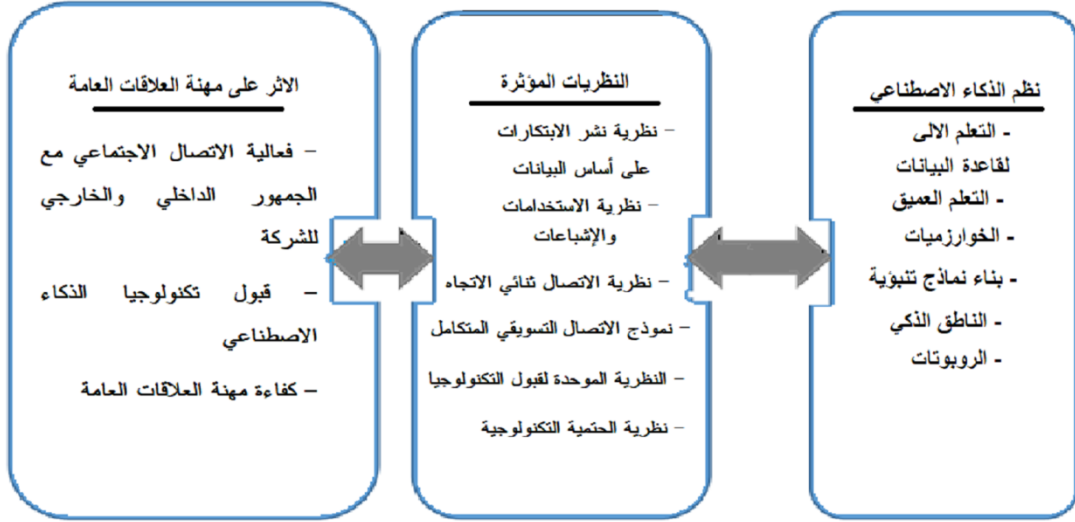 نظم الذكاء الاصطناعي
- التعلم الالى
لقاعدة البيانات
- التعلم العميق
- الخوارزميات
- بناء نماذج تنبؤية
- الناطق الذكي
- الروبوتات
النظريات المؤثرة
– نظرية نشر الابتكارات
على أساس البيانات
– نظرية الاستخدامات
والإشباعات
– نظرية الاتصال ثنائي الاتجاه
– نموذج الاتصال التسويقي المتكامل
– النظرية الموحدة لقبول التكنولوجيا
– نظرية الحتمية التكنولوجية
الاثر على مهنة العلاقات العامة
– فعالية الاتصال الاجتماعي مع
الجمهور الداخلي والخارجي
للشركة
– قبول تكنولوجيا الذكاء
الاصطناعي
– كفاءة مهنة العلاقات العامة